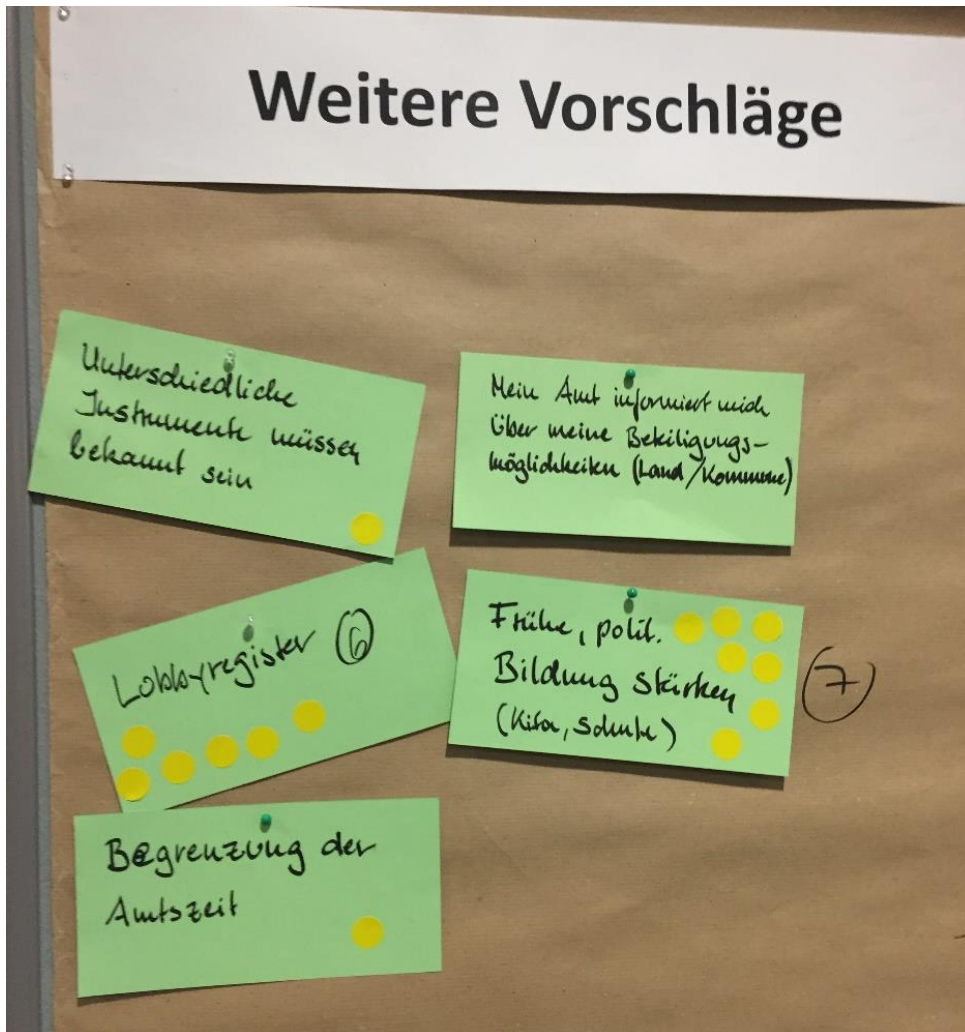 Weitere Vorschläge
Unterschiedliche
Instrumente müssen
bekannt sein
Mein Amt informiert mich
über meine Beteiligungs-
möglichkeiten (Land/Kommune)
Lobbyregister 6
Frühe, polit.
Bildung stärken
(Kita, Schule)
7
Begrenzung der
Amtszeit